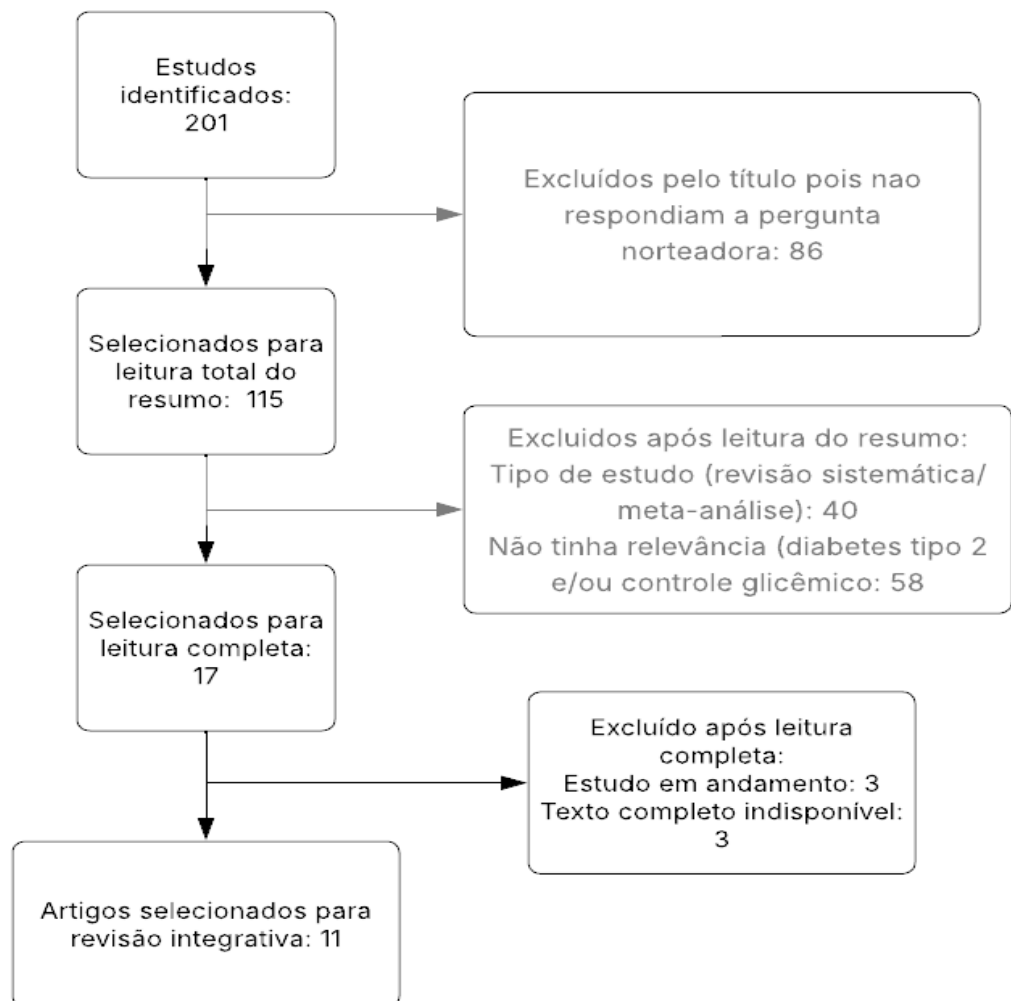 Estudos
identificados:
201
Excluídos pelo título pois nao
respondiam a pergunta
norteadora: 86
Selecionados para
leitura total do
resumo: 115
Excluidos após leitura do resumo:
Tipo de estudo (revisão sistemática/
meta-análise): 40
Não tinha relevância (diabetes tipo 2
e/ou controle glicêmico: 58
Selecionados para
leitura completa:
17
Excluído após leitura
completa:
Estudo em andamento: 3
Texto completo indisponível:
3
Artigos selecionados para
revisão integrativa: 11